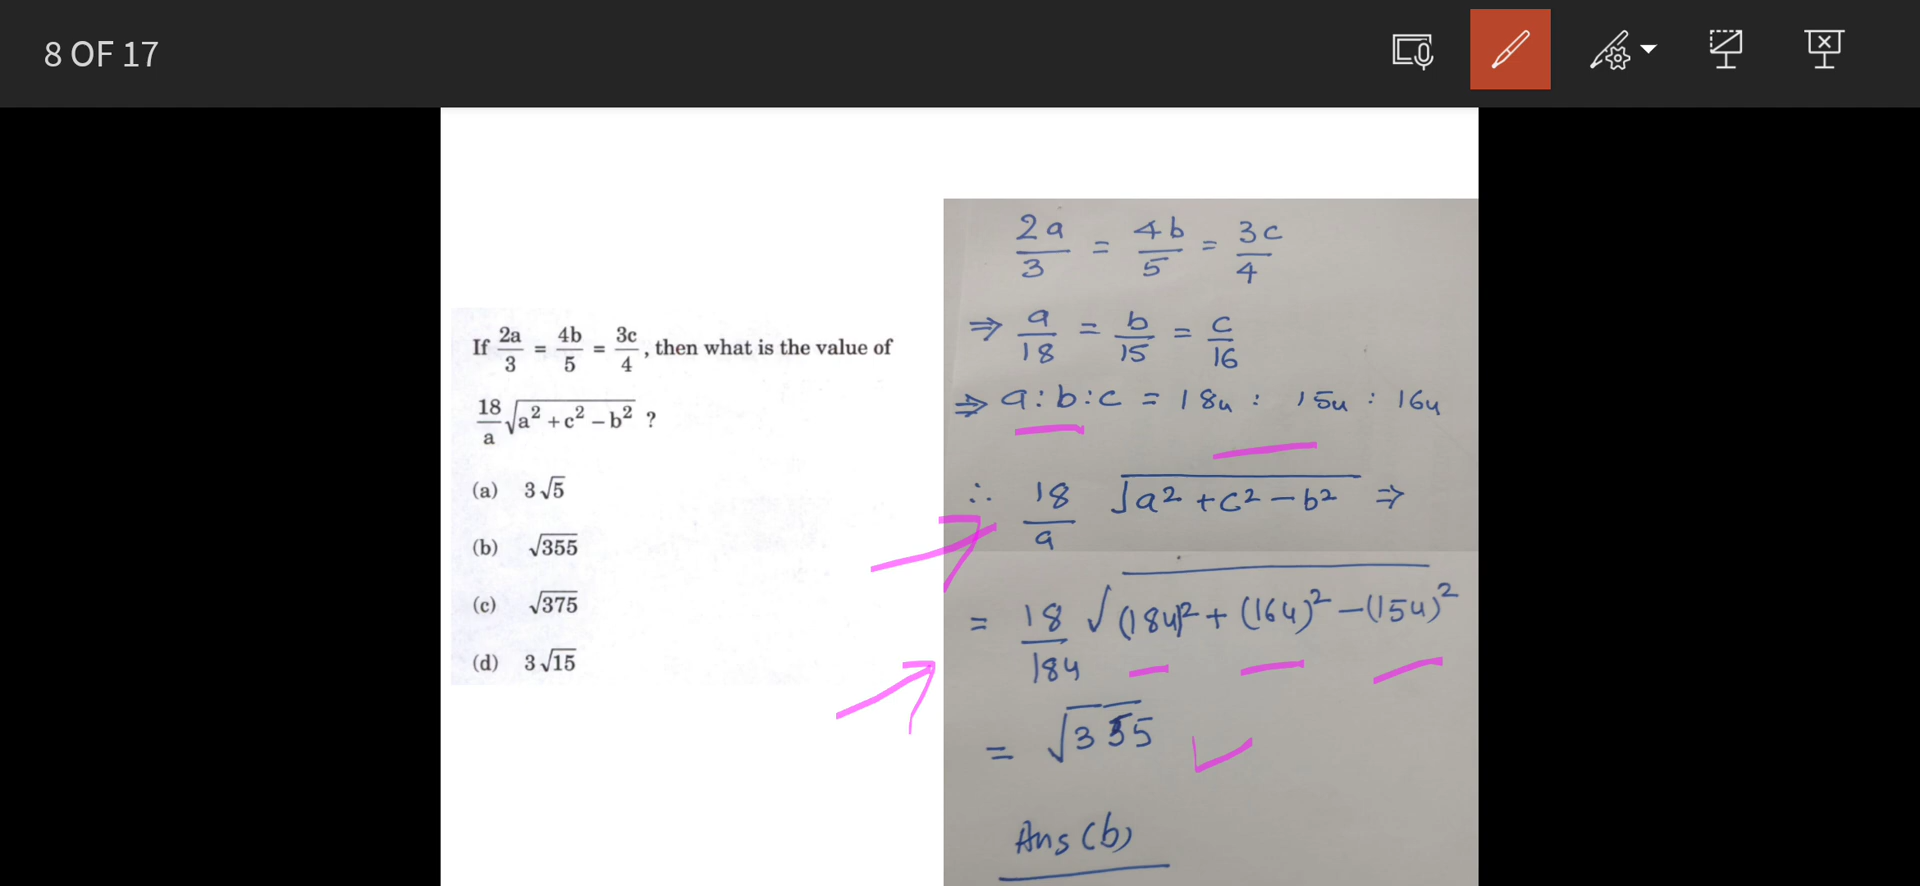 8 OF 17
If 2a/3 = 4b/5 = 3c/4, then what is the value of
18/a √(a² + c² – b²) ?
(a) 3√5
(b) √355
(c) √375
(d) 3√15
2a/3 = 4b/5 = 3c/4
⇒ a/18 = b/15 = c/16
⇒ a : b : c = 18u : 15u : 16u
∴ 18/a √(a² + c² – b²) ⇒
= 18/18u √((18u)² + (16u)² – (15u)²)
= √355
Ans (b)